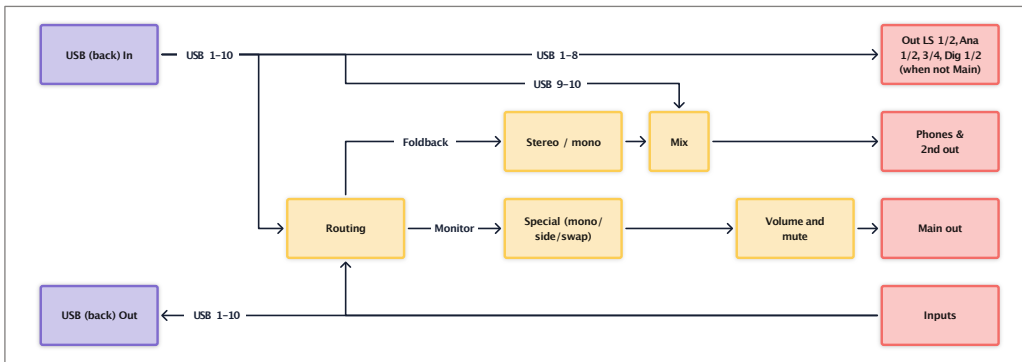 USB (back) In
USB 1-10
USB 1-8
Out LS 1/2, Ana
1/2, 3/4, Dig 1/2
(when not Main)
USB 9-10
Foldback
Stereo / mono
Mix
Phones &
2nd out
Routing
Monitor
Special (mono/
side/swap)
Volume and
mute
Main out
USB (back) Out
USB 1-10
Inputs